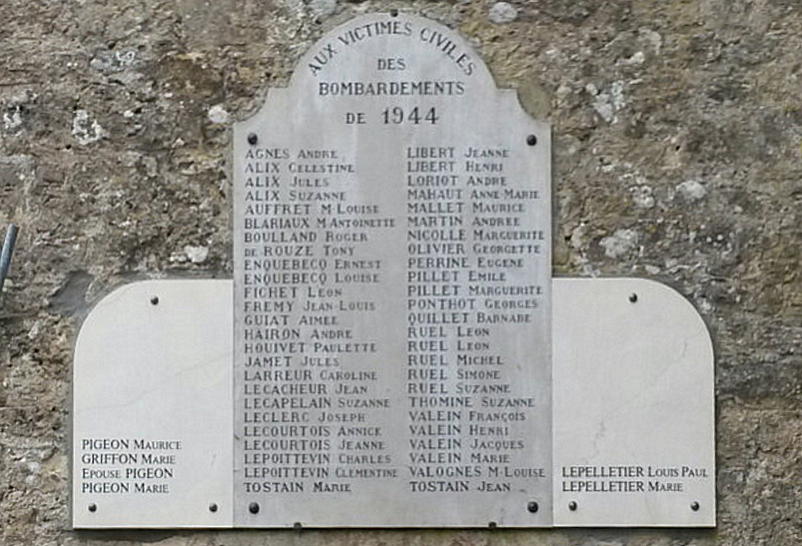 AUX VICTIMES CIVILES
DES
BOMBARDEMENTS
DE 1944
AGNES ANDRE
ALIX CELESTINE
ALIX JULES
ALIX SUZANNE
AUFFRET M-LOUISE
BLARIAUX M ANTOINETTE
BOULLAND ROGER
DE ROUZE TONY
ENQUEBECQ ERNEST
ENQUEBECQ LOUISE
FICHET LEON
FREMY JEAN-LOUIS
GUIAT AIMEE
HAIRON ANDRE
HOUIVET PAULETTE
JAMET JULES
LARREUR CAROLINE
LECACHEUR JEAN
LECAPELAIN SUZANNE
LECLERC JOSEPH
LECOURTOIS ANNICK
LECOURTOIS JEANNE
LEPOITTEVIN CHARLES
LEPOITTEVIN CLEMENTINE
TOSTAIN MARIE
LIBERT JEANNE
LIBERT HENRI
LORIOT ANDRE
MAHAUT ANNE-MARIE
MALLET MAURICE
MARTIN ANDREE
NICOLLE MARGUERITE
OLIVIER GEORGETTE
PERRINE EUGENE
PILLET EMILE
PILLET MARGUERITE
PONTHOT GEORGES
QUILLET BARNABE
RUEL LEON
RUEL LEON
RUEL MICHEL
RUEL SIMONE
RUEL SUZANNE
THOMINE SUZANNE
VALEIN FRANÇOIS
VALEIN HENRI
VALEIN JACQUES
VALEIN MARIE
VALOGNES M-LOUISE
TOSTAIN JEAN
PIGEON MAURICE
GRIFFON MARIE
EPOUSE PIGEON
PIGEON MARIE
LEPELLETIER LOUIS PAUL
LEPELLETIER MARIE